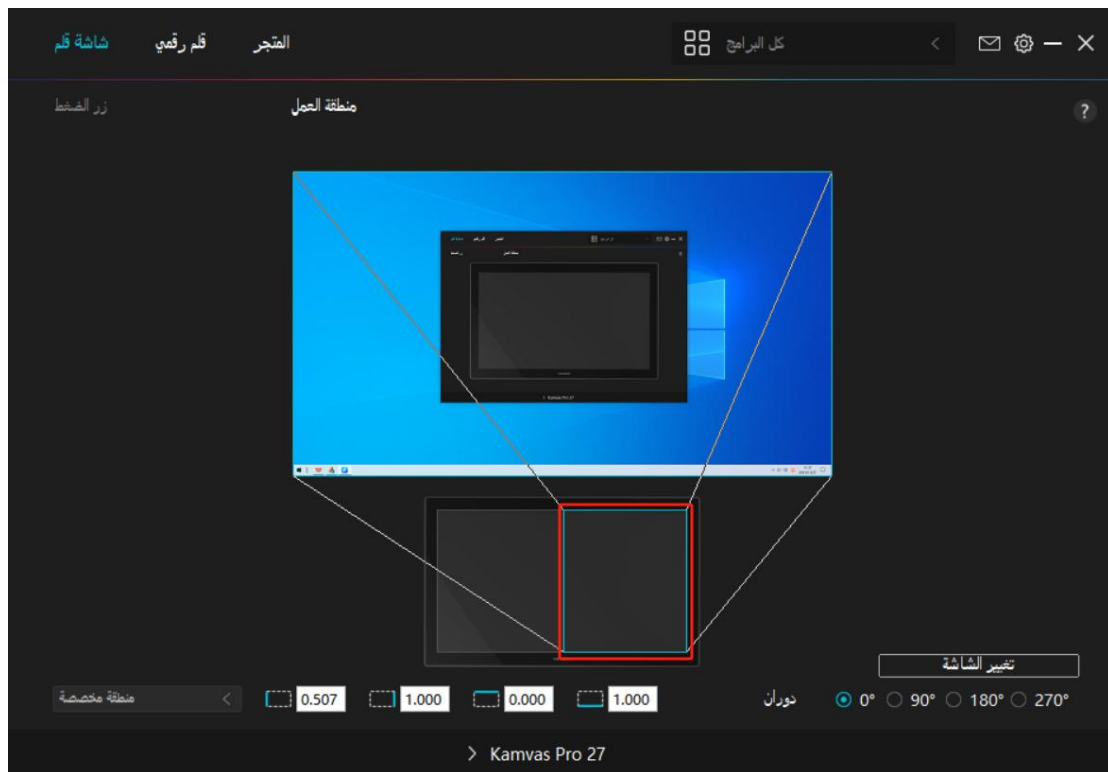 شاشة قلم
قلم رقمي
المتجر
كل البرامج
زر الضغط
منطقة العمل
?
تغيير الشاشة
منطقة مخصصة
0.507
1.000
0.000
1.000
دوران
0°
90°
180°
270°
Kamvas Pro 27